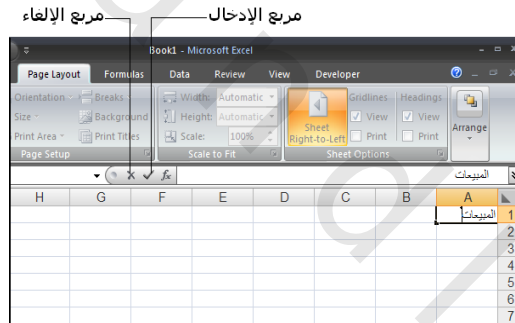 مربع الإدخال مربع الإلغاء
Book1 - Microsoft Excel
Page Layout Formulas Data Review View Developer
Orientation Breaks Width: Automatic Gridlines Headings
Size Background Height: Automatic View View
Print Area Print Titles Scale: 100% Sheet Right-to-Left Print Print Arrange
Page Setup Scale to Fit Sheet Options
fx المبيعات
H G F E D C B A
المبيعات 1
2
3
4
5
6
7